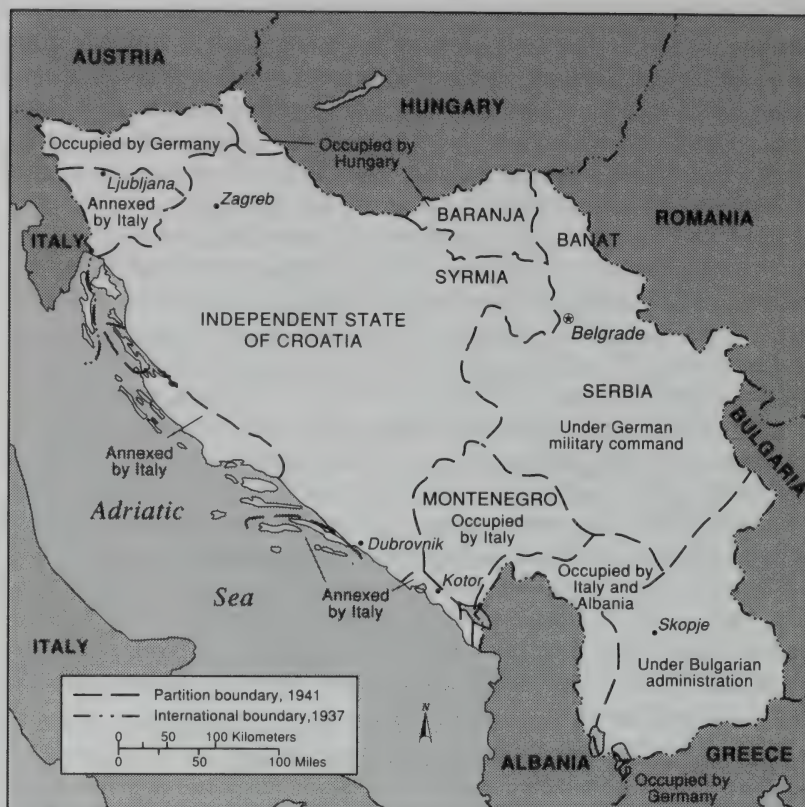 AUSTRIA
HUNGARY
Occupied by Germany
Occupied by
Hungary
Ljubljana
Annexed
by Italy
Zagreb
ITALY
BARANJA
BANAT
ROMANIA
SYRMIA
INDEPENDENT STATE
OF CROATIA
Belgrade
SERBIA
Under German
military command
BULGARIA
Annexed
by Italy
Adriatic
Sea
MONTENEGRO
Occupied
by Italy
Dubrovnik
Annexed
by Italy
Kotor
Occupied by
Italy and
Albania
Skopje
Under Bulgarian
administration
ITALY
Partition boundary, 1941
International boundary, 1937
0 50 100 Kilometers
0 50 100 Miles
N
ALBANIA
GREECE
Occupied by
Germany